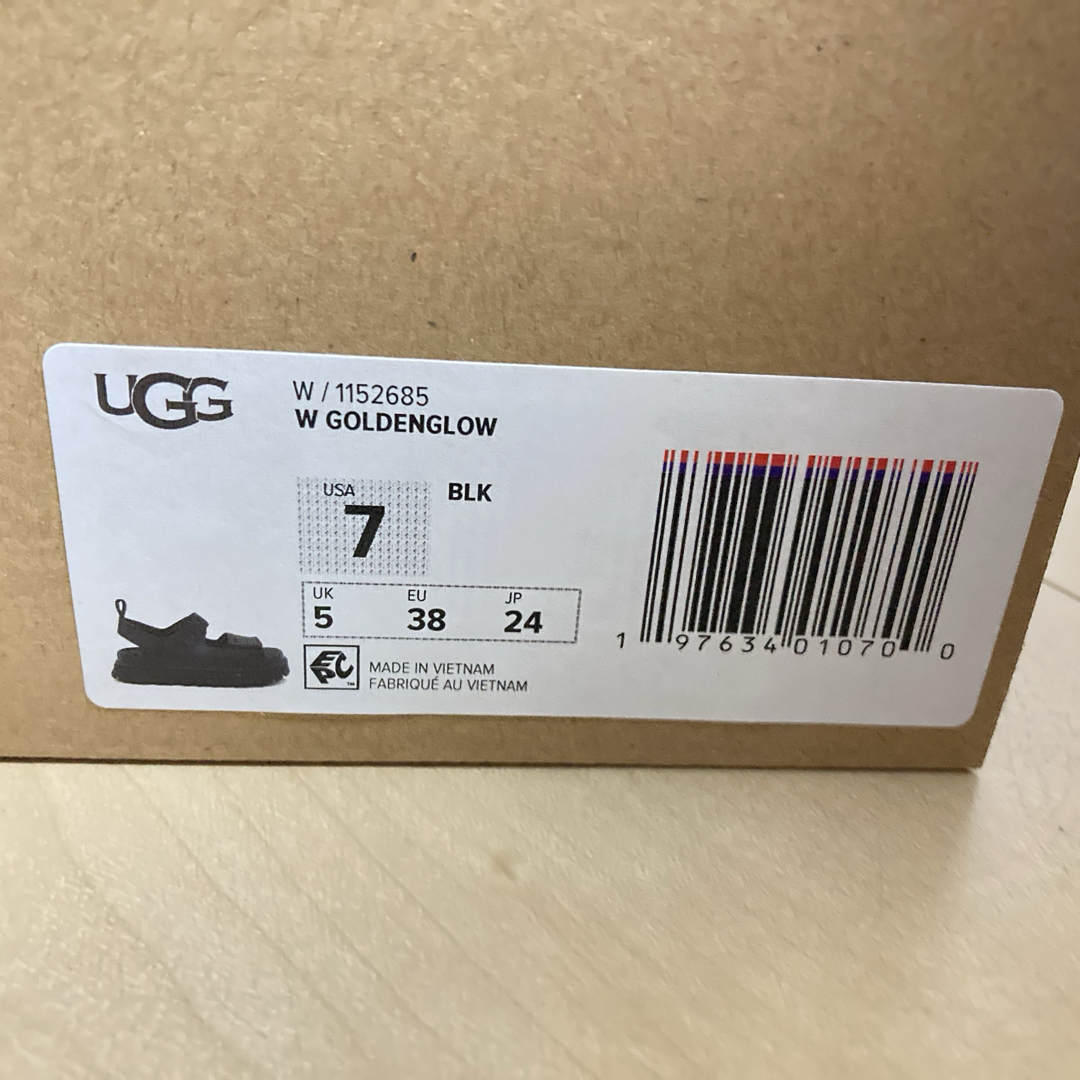 UGG
W / 1152685
W GOLDENGLOW
USA
7
BLK
UK EU JP
5 38 24
EPC™
MADE IN VIETNAM
FABRIQUÉ AU VIETNAM
1 97634 01070 0